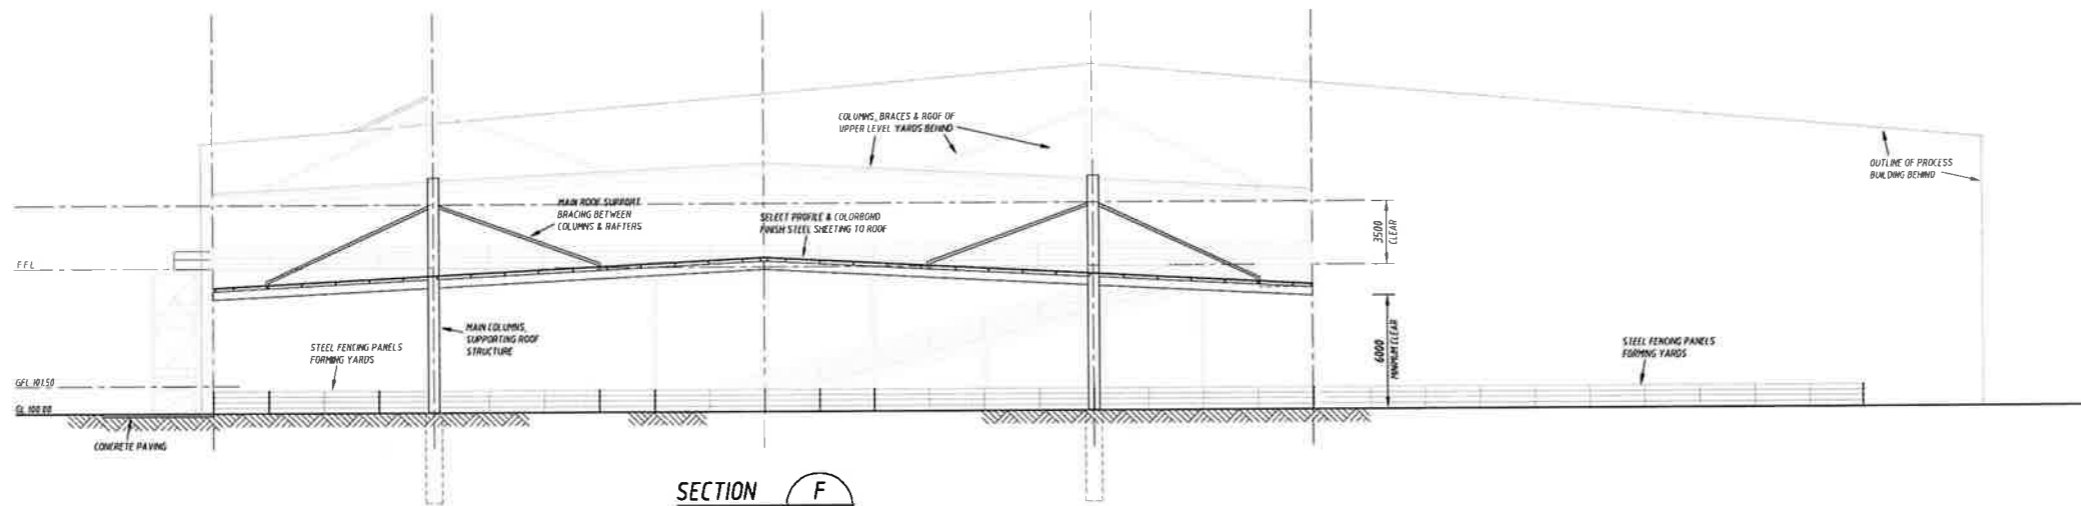 COLUMNS, BRACES & ROOF OF
UPPER LEVEL YARDS BEHIND
OUTLINE OF PROCESS
BUILDING BEHIND
MAIN ROOF SUPPORT
BRACING BETWEEN
COLUMNS & RAFTERS
SELECT PROFILE & COLORBOND
FINISH STEEL SHEETING TO ROOF
3500
CLEAR
F F L
MAIN COLUMNS,
SUPPORTING ROOF
STRUCTURE
STEEL FENCING PANELS
FORMING YARDS
6000
MINIMUM CLEAR
STEEL FENCING PANELS
FORMING YARDS
GFL 101.50
GL 100.00
CONCRETE PAVING
SECTION F